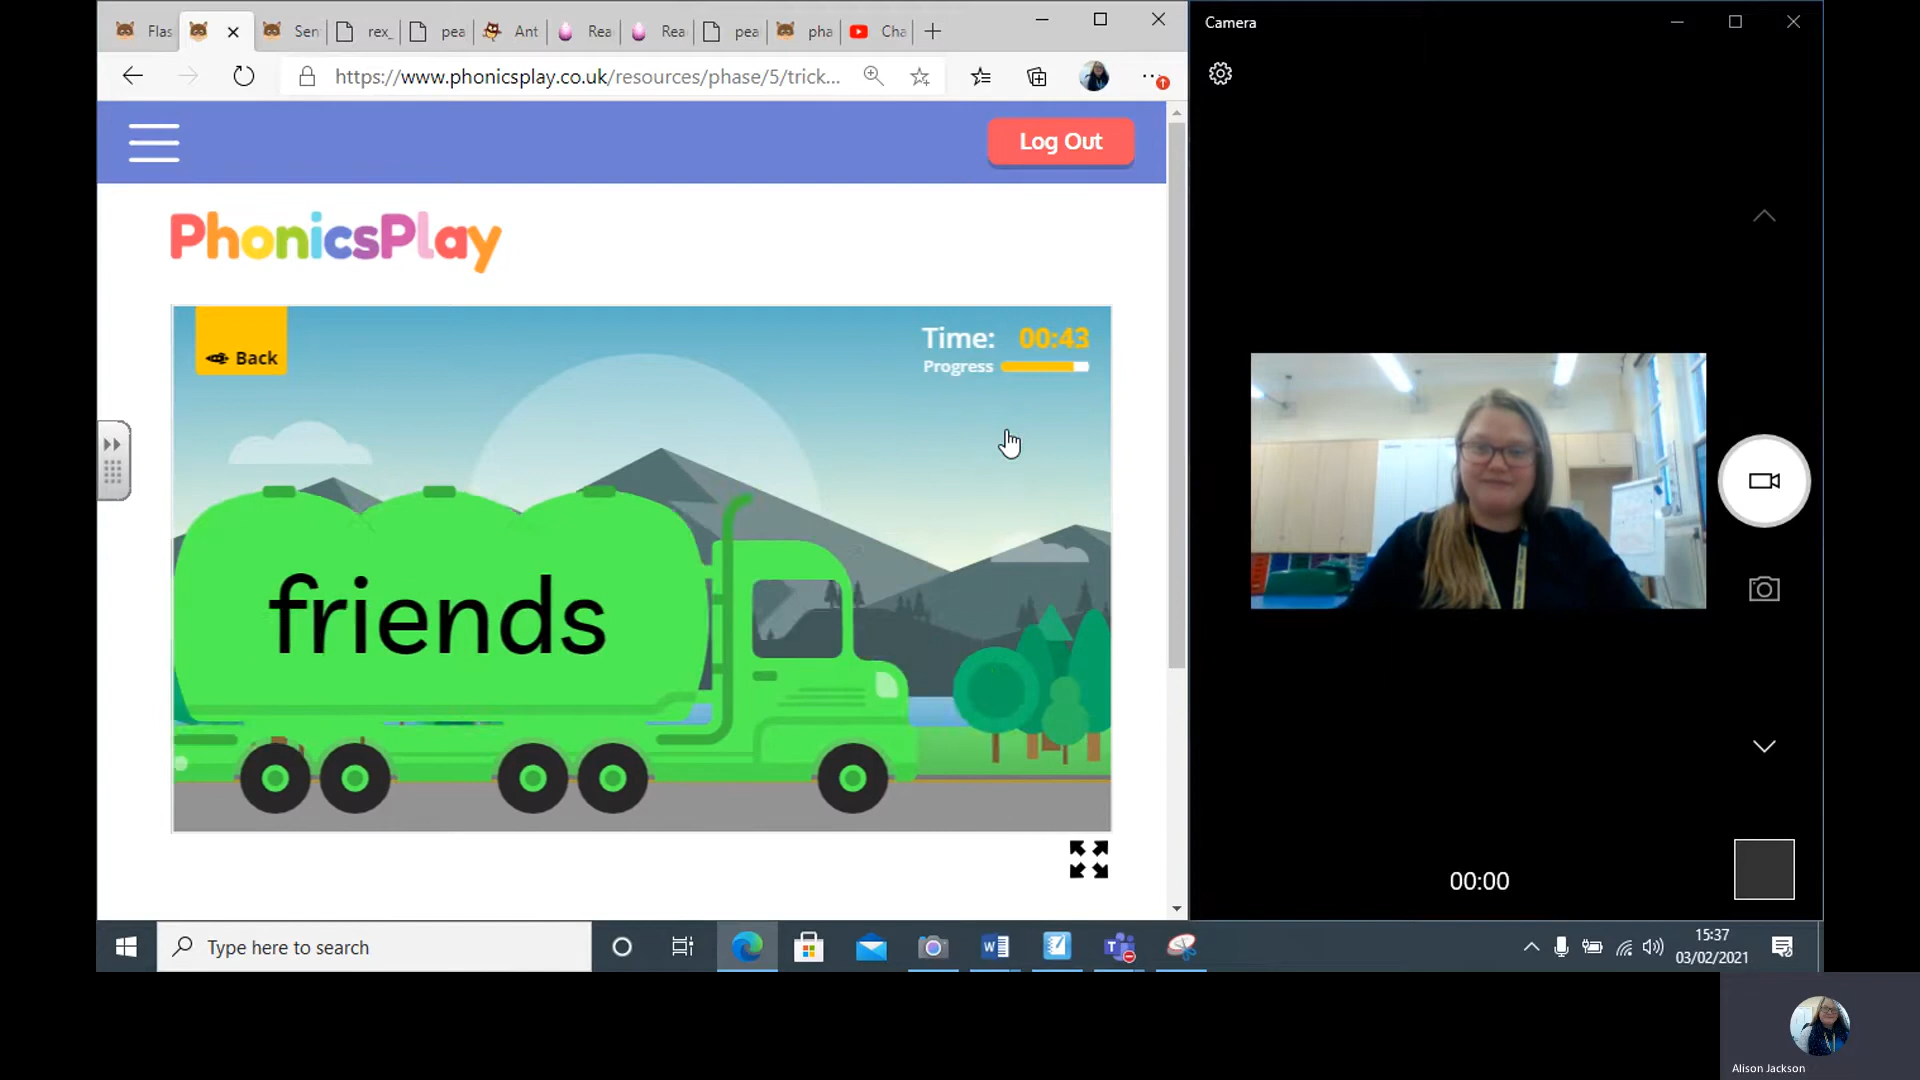 Flas
Sen
rex_
pea
Ant
Rea
Rea
pea
pha
Cha
https://www.phonicsplay.co.uk/resources/phase/5/trick...
Log Out
PhonicsPlay
Back
Time: 00:43
Progress
friends
Camera
00:00
Type here to search
15:37
03/02/2021
Alison Jackson